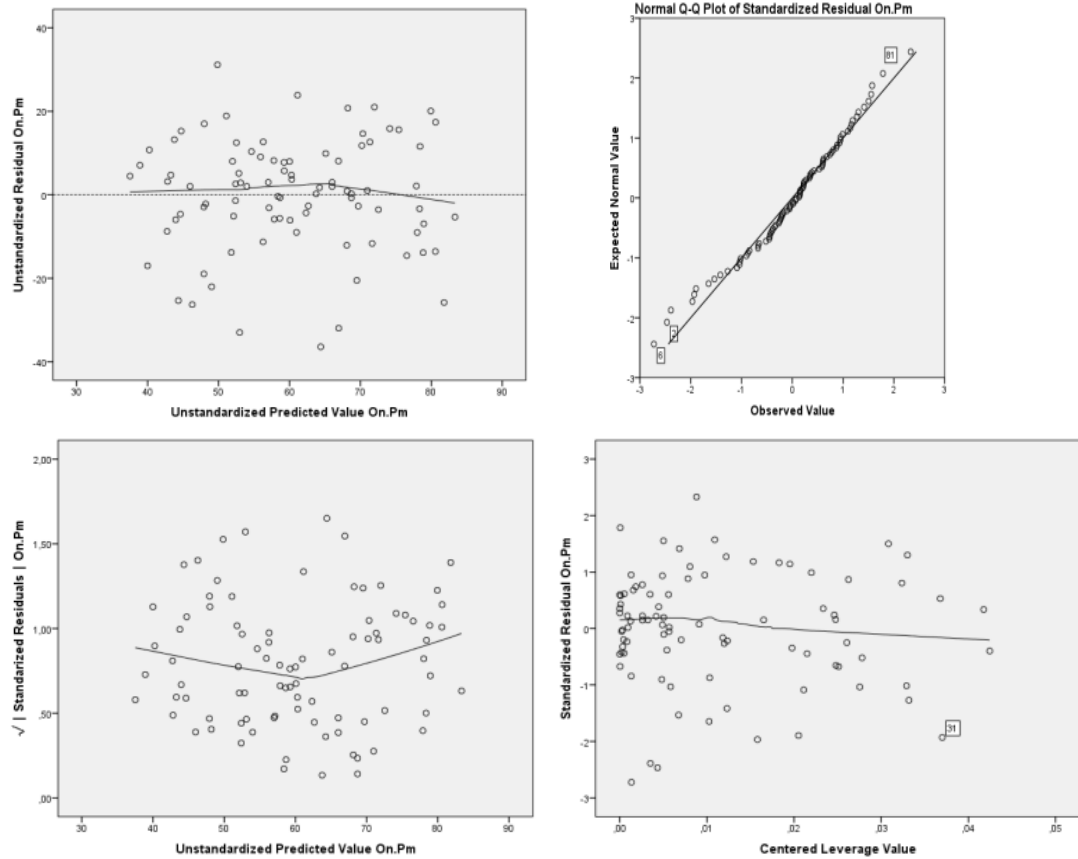 Unstandardized Residual On.Pm
40
20
0
-20
-40
30 40 50 60 70 80 90
Unstandardized Predicted Value On.Pm
Normal Q-Q Plot of Standardized Residual On.Pm
Expected Normal Value
3
2
1
0
-1
-2
-3
81
2
6
-3 -2 -1 0 1 2 3
Observed Value
√ | Standarized Residuals | On.Pm
2,00
1,50
1,00
,50
,00
30 40 50 60 70 80 90
Unstandardized Predicted Value On.Pm
Standardized Residual On.Pm
3
2
1
0
-1
-2
-3
31
,00 ,01 ,02 ,03 ,04 ,05
Centered Leverage Value